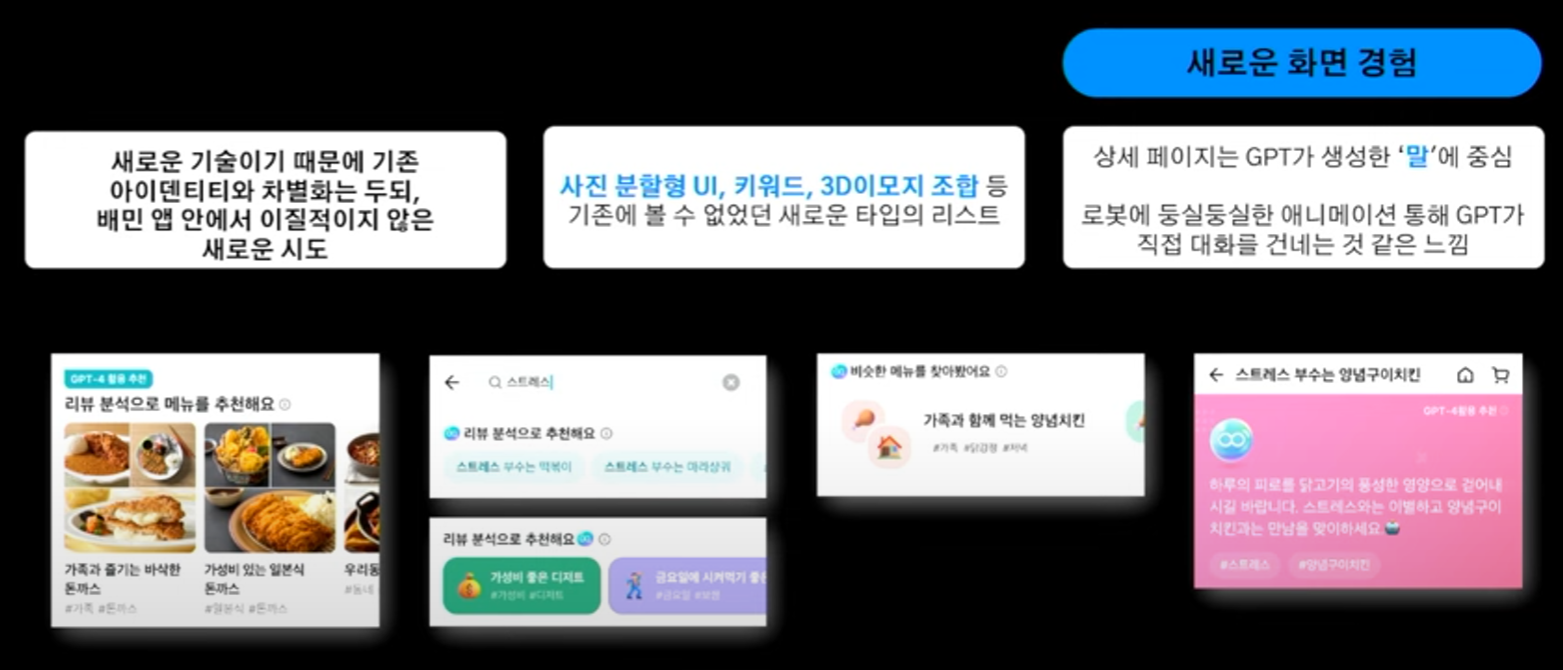 새로운 화면 경험
새로운 기술이기 때문에 기존
아이덴티티와 차별화는 두되,
배민 앱 안에서 이질적이지 않은
새로운 시도
사진 분할형 UI, 키워드, 3D이모지 조합 등
기존에 볼 수 없었던 새로운 타입의 리스트
상세 페이지는 GPT가 생성한 ‘말’에 중심
로봇에 둥실둥실한 애니메이션 통해 GPT가
직접 대화를 건네는 것 같은 느낌
GPT-4 활용 추천
리뷰 분석으로 메뉴를 추천해요
가족과 즐기는 바삭한
돈까스
#가족 #돈까스
가성비 있는 일본식
돈까스
#일본식 #돈까스
우리동
#동네
스트레스
리뷰 분석으로 추천해요
스트레스 부수는 떡볶이
스트레스 부수는 마라샹궈
리뷰 분석으로 추천해요
가성비 좋은 디저트
#가성비 #디저트
금요일에 시켜먹기 좋은
#금요일
비슷한 메뉴를 찾아봤어요
가족과 함께 먹는 양념치킨
#가족 #닭강정 #저녁
스트레스 부수는 양념구이치킨
GPT-4활용 추천
하루의 피로를 닭고기의 풍성한 영양으로 걷어내
시길 바랍니다. 스트레스와는 이별하고 양념구이
치킨과는 만남을 맞이하세요
#스트레스
#양념구이치킨